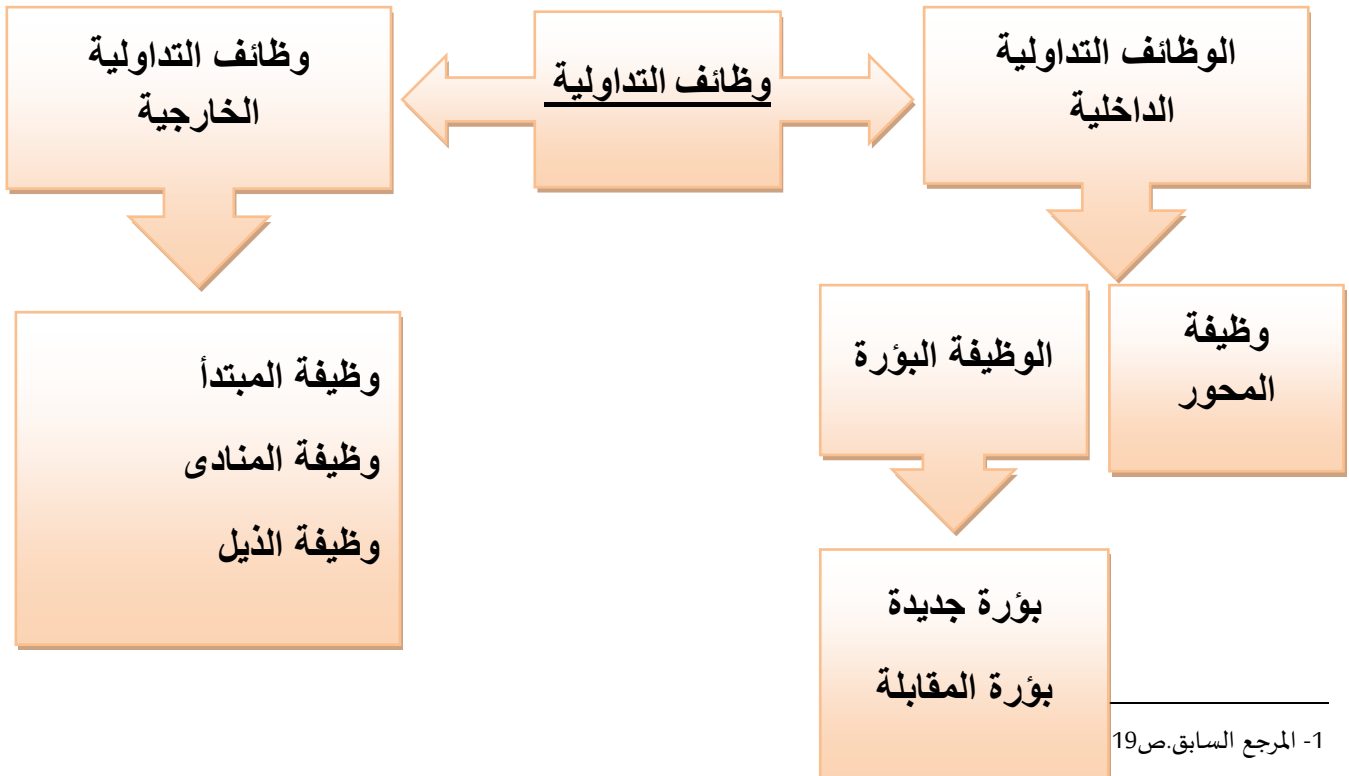 الوظائف التداولية
الداخلية
وظائف التداولية
وظائف التداولية
الخارجية
وظيفة
المحور
الوظيفة البؤرة
وظيفة المبتدأ
وظيفة المنادى
وظيفة الذيل
بؤرة جديدة
بؤرة المقابلة
1- المرجع السابق.ص19